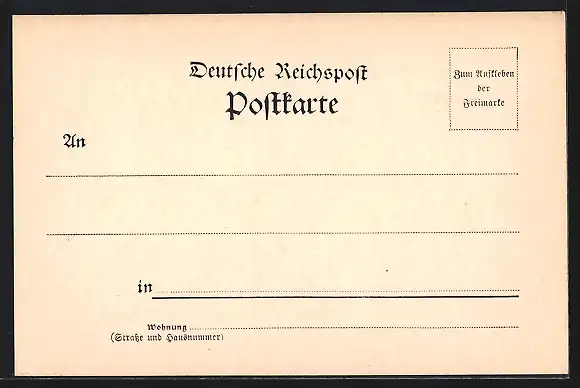 Deutſche Reichspoſt
Poſtkarte
Zum Aufkleben
der
Freimarke
An
in
Wohnung
(Straße und Hausnummer)